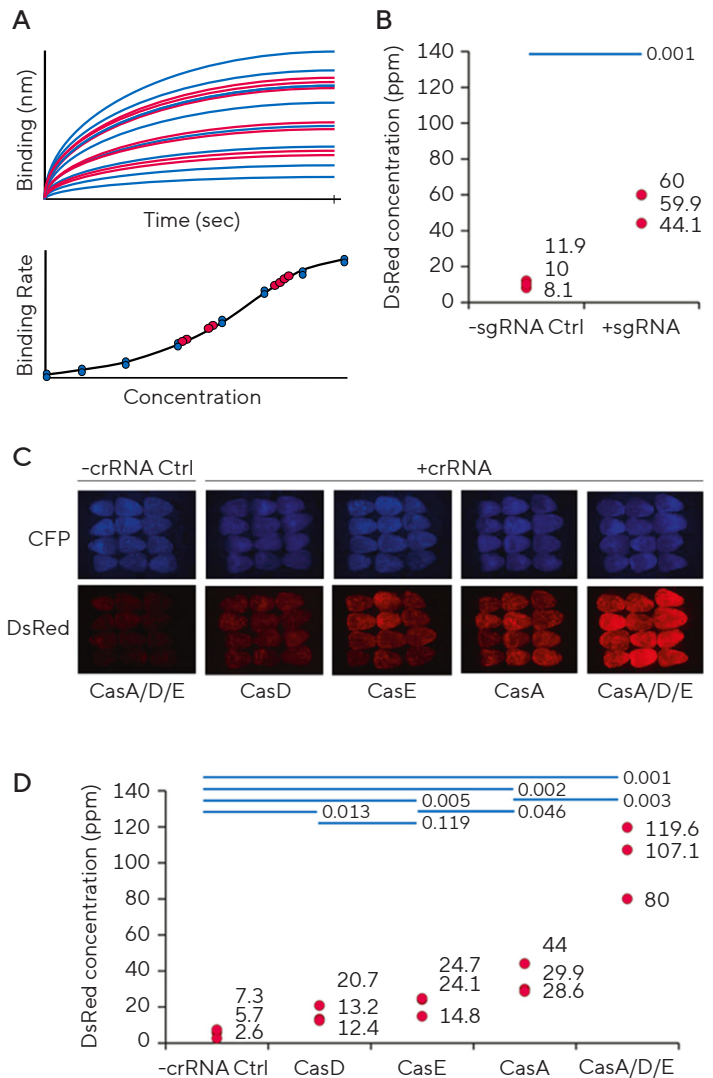 A
Binding (nm)
Time (sec)
Binding Rate
Concentration
B
DsRed concentration (ppm)
140
120
100
80
60
40
20
0
0.001
11.9
10
8.1
60
59.9
44.1
-sgRNA Ctrl
+sgRNA
C
-crRNA Ctrl
+crRNA
CFP
DsRed
CasA/D/E
CasD
CasE
CasA
CasA/D/E
D
DsRed concentration (ppm)
140
120
100
80
60
40
20
0
0.001
0.002
0.005
0.003
0.013
0.046
0.119
7.3
5.7
2.6
20.7
13.2
12.4
24.7
24.1
14.8
44
29.9
28.6
119.6
107.1
80
-crRNA Ctrl
CasD
CasE
CasA
CasA/D/E